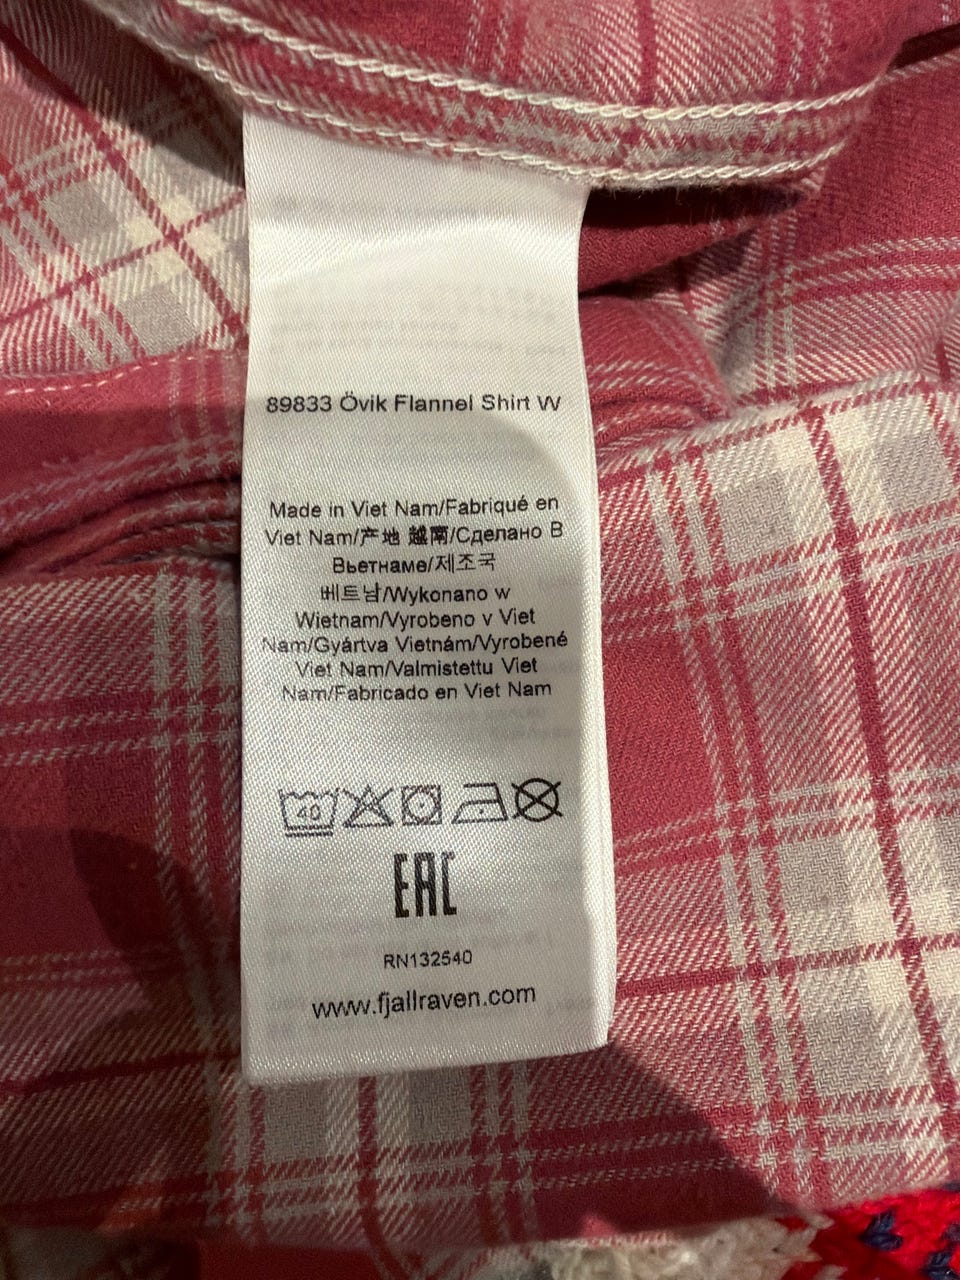 89833 Övik Flannel Shirt W
Made in Viet Nam/Fabriqué en
Viet Nam/产地 越南/Сделано В
Вьетнаме/제조국
베트남/Wykonano w
Wietnam/Vyrobeno v Viet
Nam/Gyártva Vietnám/Vyrobené
Viet Nam/Valmistettu Viet
Nam/Fabricado en Viet Nam
40
EAC
RN132540
www.fjallraven.com